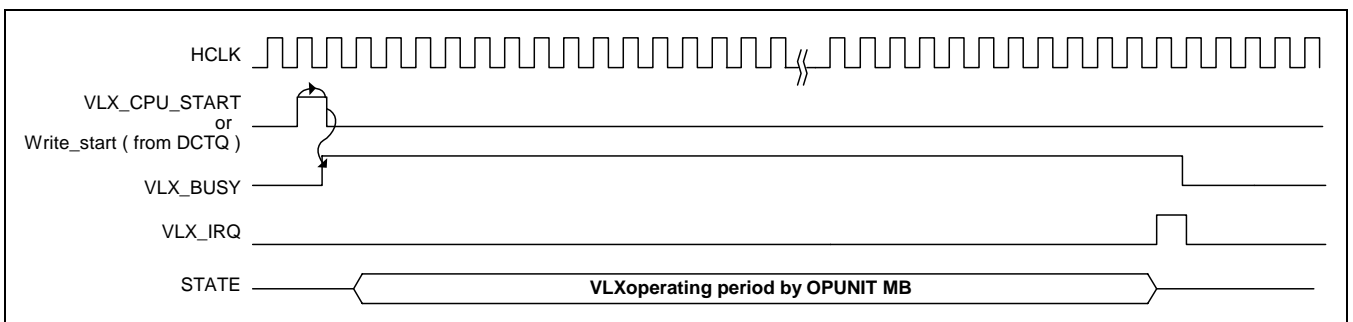 HCLK
VLX_CPU_START
or
Write_start ( from DCTQ )
VLX_BUSY
VLX_IRQ
STATE
VLXoperating period by OPUNIT MB